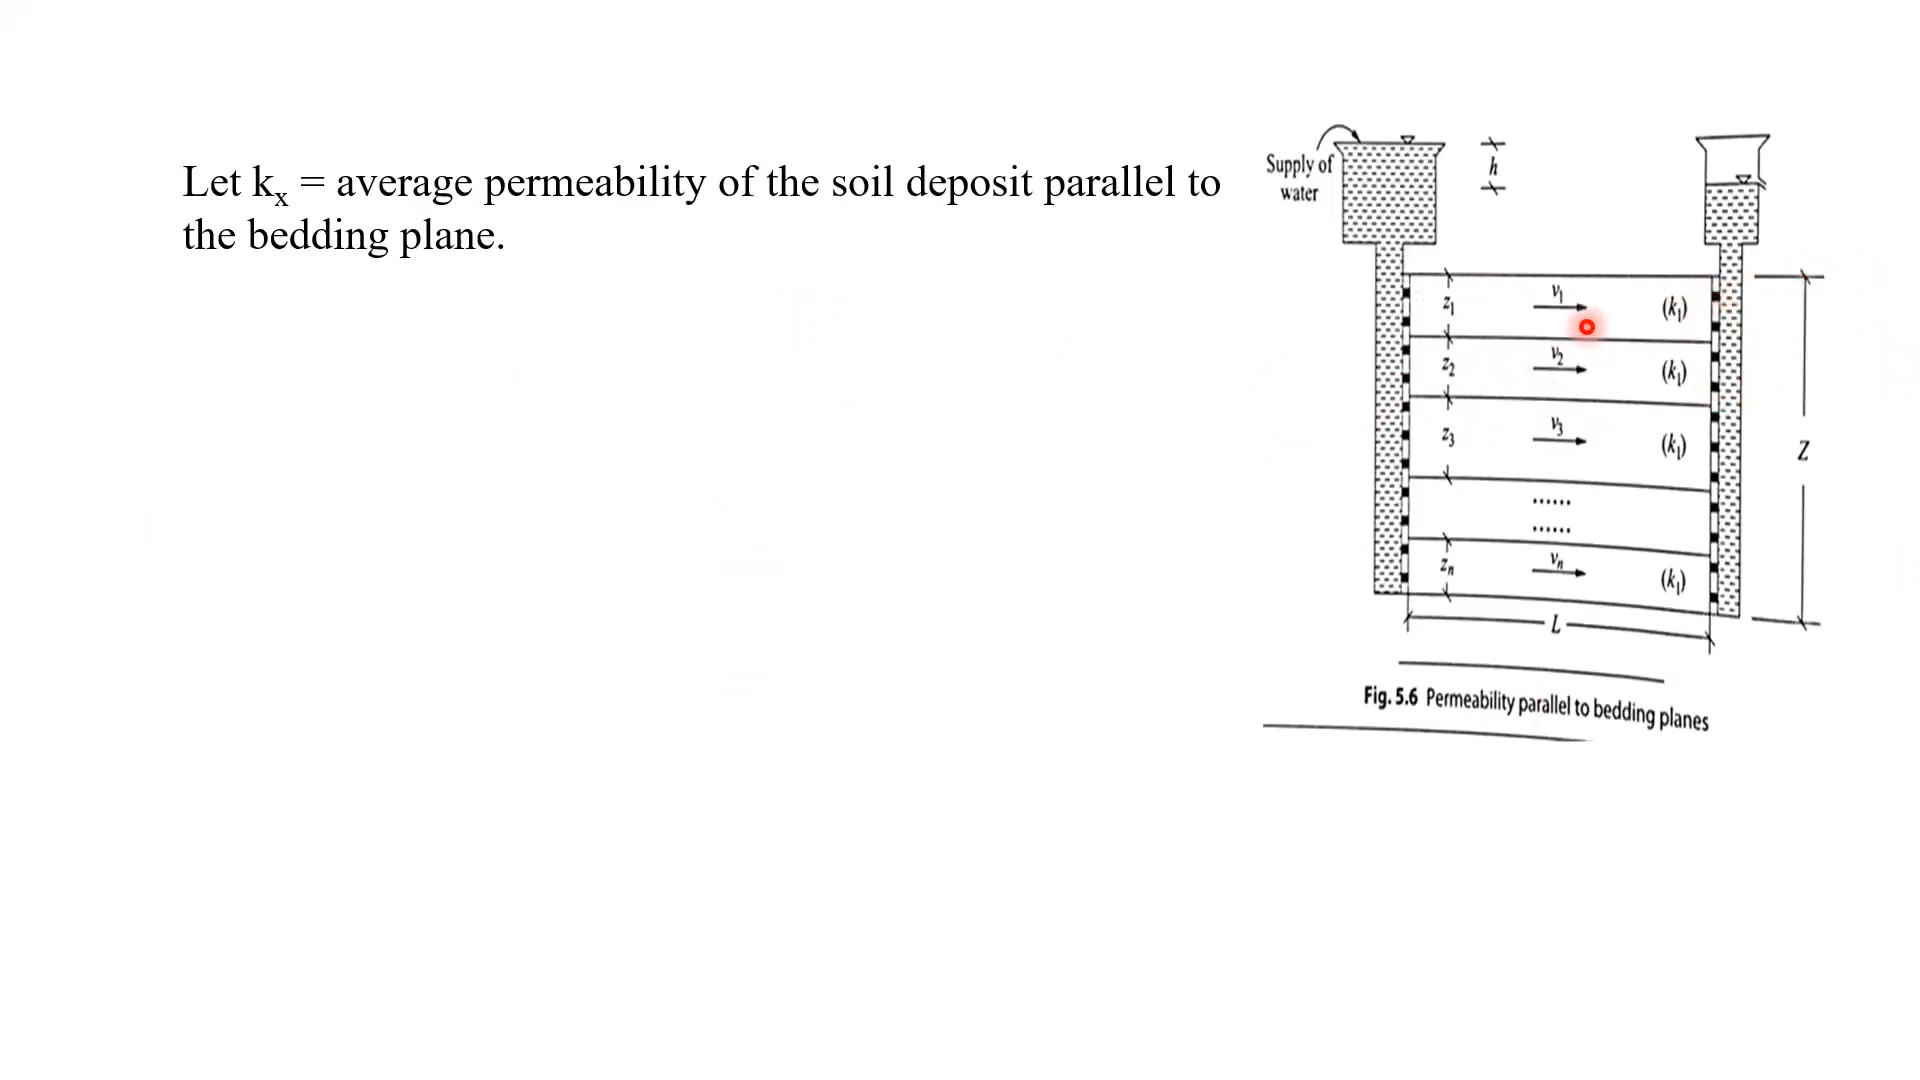 Let kx = average permeability of the soil deposit parallel to
the bedding plane.
Supply of
water
h
z1
v1
(k1)
z2
v2
(k1)
z3
v3
(k1)
......
......
zn
vn
(k1)
Z
L
Fig. 5.6 Permeability parallel to bedding planes